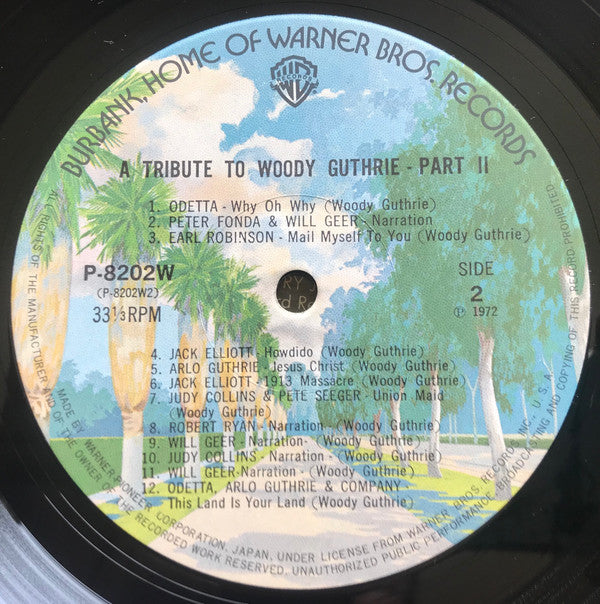 BURBANK, HOME OF WARNER BROS. RECORDS
RECORDS
A TRIBUTE TO WOODY GUTHRIE - PART II
1. ODETTA - Why Oh Why (Woody Guthrie)
2. PETER FONDA & WILL GEER - Narration
3. EARL ROBINSON - Mail Myself To You (Woody Guthrie)
P-8202W
(P-8202W2)
33⅓RPM
SIDE
2
Ⓟ 1972
4. JACK ELLIOTT - Howdido (Woody Guthrie)
5. ARLO GUTHRIE - Jesus Christ (Woody Guthrie)
6. JACK ELLIOTT - 1913 Massacre (Woody Guthrie)
7. JUDY COLLINS & PETE SEEGER - Union Maid
(Woody Guthrie)
8. ROBERT RYAN - Narration - (Woody Guthrie)
9. WILL GEER - Narration- (Woody Guthrie)
10. JUDY COLLINS - Narration - (Woody Guthrie)
11. WILL GEER-Narration - (Woody Guthrie)
12. ODETTA, ARLO GUTHRIE & COMPANY -
This Land Is Your Land (Woody Guthrie)
MADE BY WARNER-PIONEER CORPORATION, JAPAN, UNDER LICENSE FROM WARNER BROS. RECORDS INC., U.S.A.
ALL RIGHTS OF THE MANUFACTURER AND OF THE OWNER OF THE RECORDED WORK RESERVED. UNAUTHORIZED PUBLIC PERFORMANCE, BROADCASTING AND COPYING OF THIS RECORD PROHIBITED.